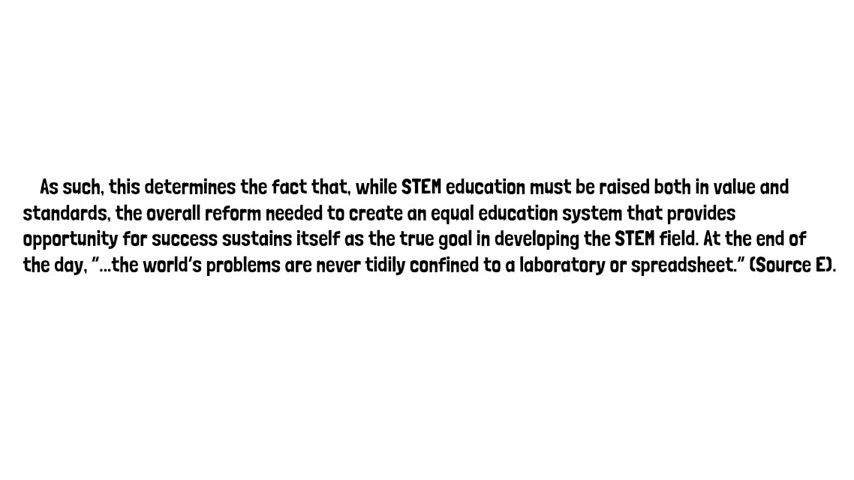 As such, this determines the fact that, while STEM education must be raised both in value and
standards, the overall reform needed to create an equal education system that provides
opportunity for success sustains itself as the true goal in developing the STEM field. At the end of
the day, "...the world's problems are never tidily confined to a laboratory or spreadsheet." (Source E).